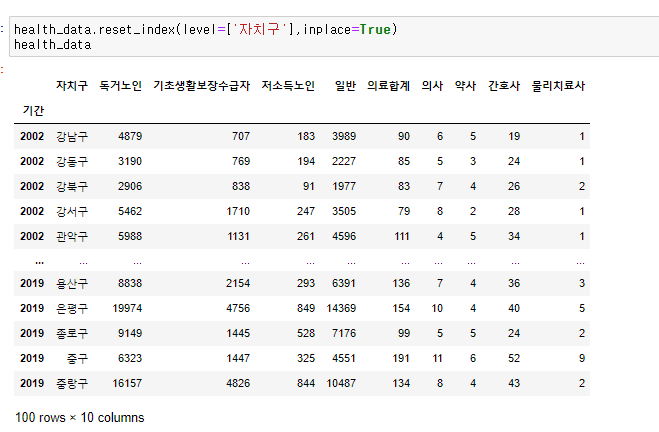 : health_data.reset_index(level=['자치구'],inplace=True)
health_data
:
자치구 독거노인 기초생활보장수급자 저소득노인 일반 의료합계 의사 약사 간호사 물리치료사
기간
2002 강남구 4879 707 183 3989 90 6 5 19 1
2002 강동구 3190 769 194 2227 85 5 3 24 1
2002 강북구 2906 838 91 1977 83 7 4 26 2
2002 강서구 5462 1710 247 3505 79 8 2 28 1
2002 관악구 5988 1131 261 4596 111 4 5 34 1
... ... ... ... ... ... ... ... ... ... ...
2019 용산구 8838 2154 293 6391 136 7 4 36 3
2019 은평구 19974 4756 849 14369 154 10 4 40 5
2019 종로구 9149 1445 528 7176 99 5 5 24 2
2019 중구 6323 1447 325 4551 191 11 6 52 9
2019 중랑구 16157 4826 844 10487 134 8 4 43 2
100 rows × 10 columns